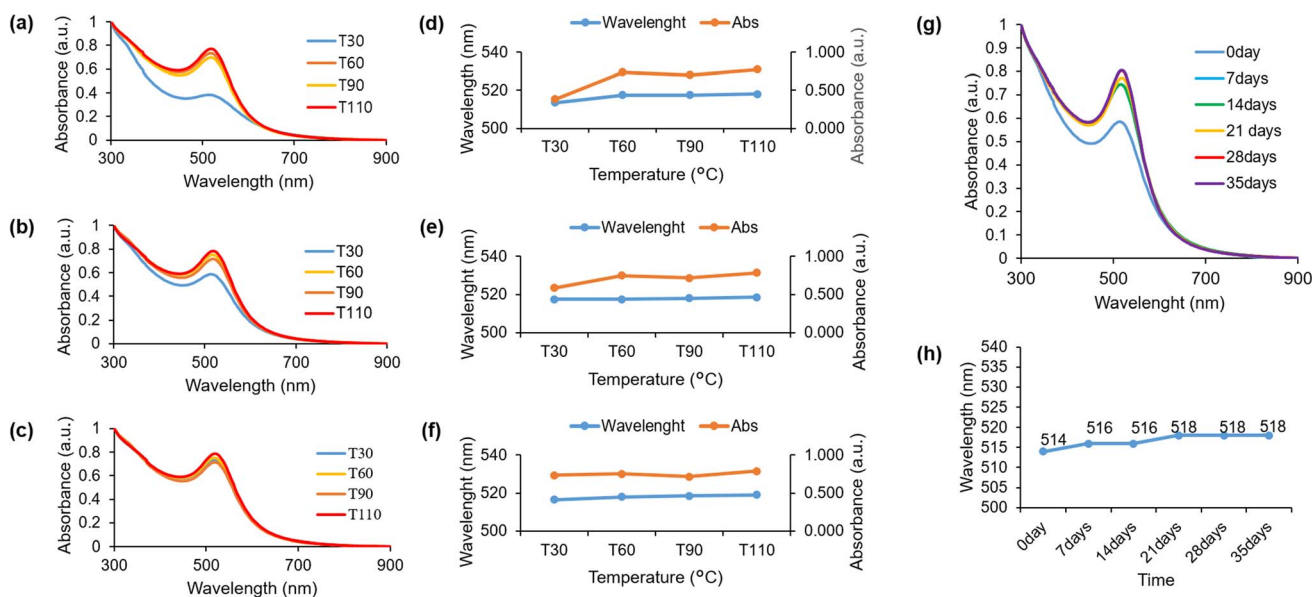 (a)
Absorbance (a.u.)
1
0.8
0.6
0.4
0.2
0
300
500
700
900
Wavelength (nm)
T30
T60
T90
T110
(b)
Absorbance (a.u.)
1
0.8
0.6
0.4
0.2
0
300
500
700
900
Wavelength (nm)
T30
T60
T90
T110
(c)
Absorbance (a.u.)
1
0.8
0.6
0.4
0.2
0
300
500
700
900
Wavelength (nm)
T30
T60
T90
T110
(d)
Wavelenght
Abs
Wavelength (nm)
540
520
500
1.000
0.500
0.000
Absorbance (a.u.)
T30
T60
T90
T110
Temperature (°C)
(e)
Wavelenght
Abs
Wavelenght (nm)
540
520
500
1.000
0.500
0.000
Absorbance (a.u.)
T30
T60
T90
T110
Temperature (°C)
(f)
Wavelenght
Abs
Wavelenght (nm)
540
520
500
1.000
0.500
0.000
Absorbance (a.u.)
T30
T60
T90
T110
Temperature (°C)
(g)
Absorbance (a.u.)
1
0.9
0.8
0.7
0.6
0.5
0.4
0.3
0.2
0.1
0
300
500
700
900
Wavelenght (nm)
0day
7days
14days
21 days
28days
35days
(h)
Wavelength (nm)
540
535
530
525
520
515
510
505
500
514
516
516
518
518
518
0day
7days
14days
21days
28days
35days
Time